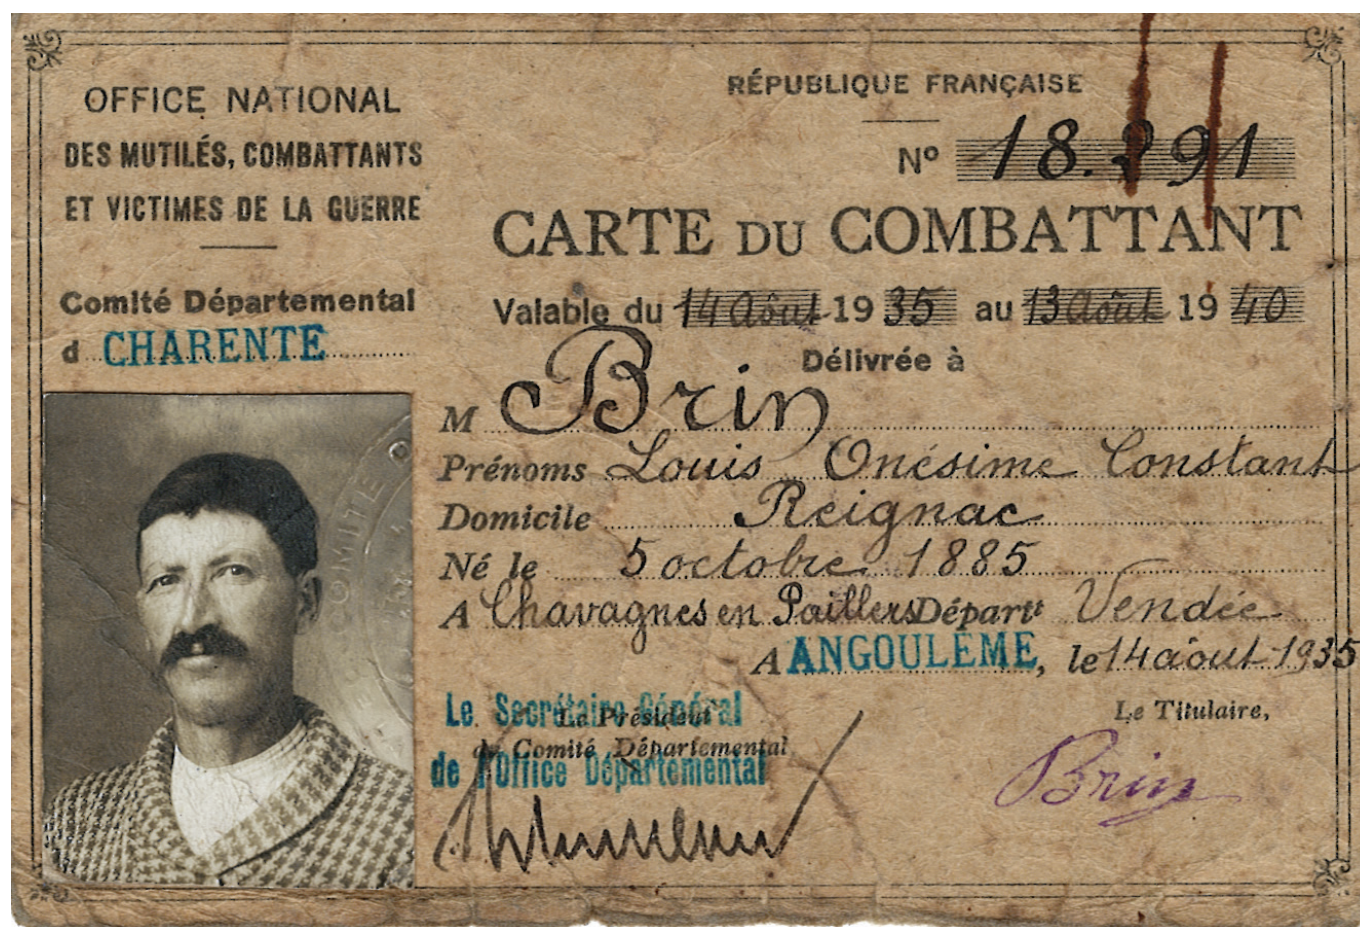 OFFICE NATIONAL
DES MUTILÉS, COMBATTANTS
ET VICTIMES DE LA GUERRE
Comité Départemental
d CHARENTE
RÉPUBLIQUE FRANÇAISE
N° 18.291
CARTE DU COMBATTANT
Valable du 14 août 1935 au 13 août 1940
Délivrée à
M Brin
Prénoms Louis Onésime Constant
Domicile Reignac
Né le 5 octobre 1885
A Chavagnes en Paillers Départt Vendée
A ANGOULÊME, le 14 août 1935
Le Secrétaire Général
Le Président
du Comité Départemental
de l'Office Départemental
Le Titulaire,
Brin
COMITÉ